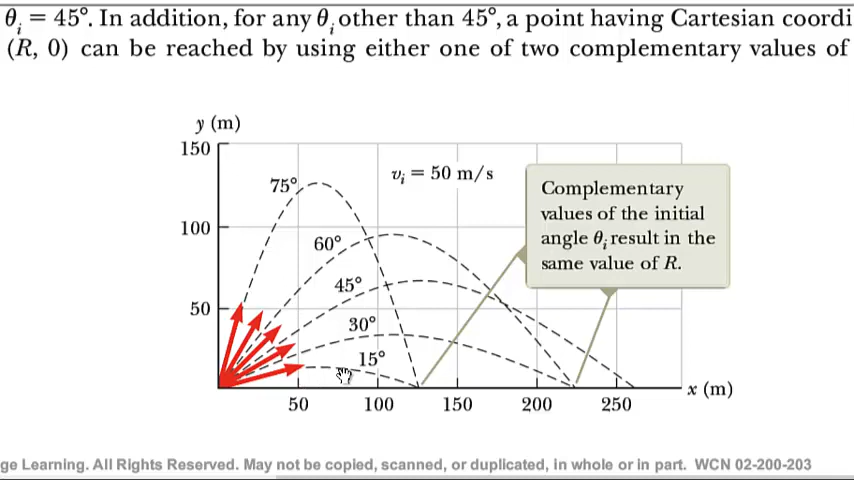 θi = 45°. In addition, for any θi other than 45°, a point having Cartesian coordi
(R, 0) can be reached by using either one of two complementary values of
y (m)
150
75°
vi = 50 m/s
Complementary
values of the initial
angle θi result in the
same value of R.
100
60°
45°
50
30°
15°
x (m)
50 100 150 200 250
ge Learning. All Rights Reserved. May not be copied, scanned, or duplicated, in whole or in part. WCN 02-200-203